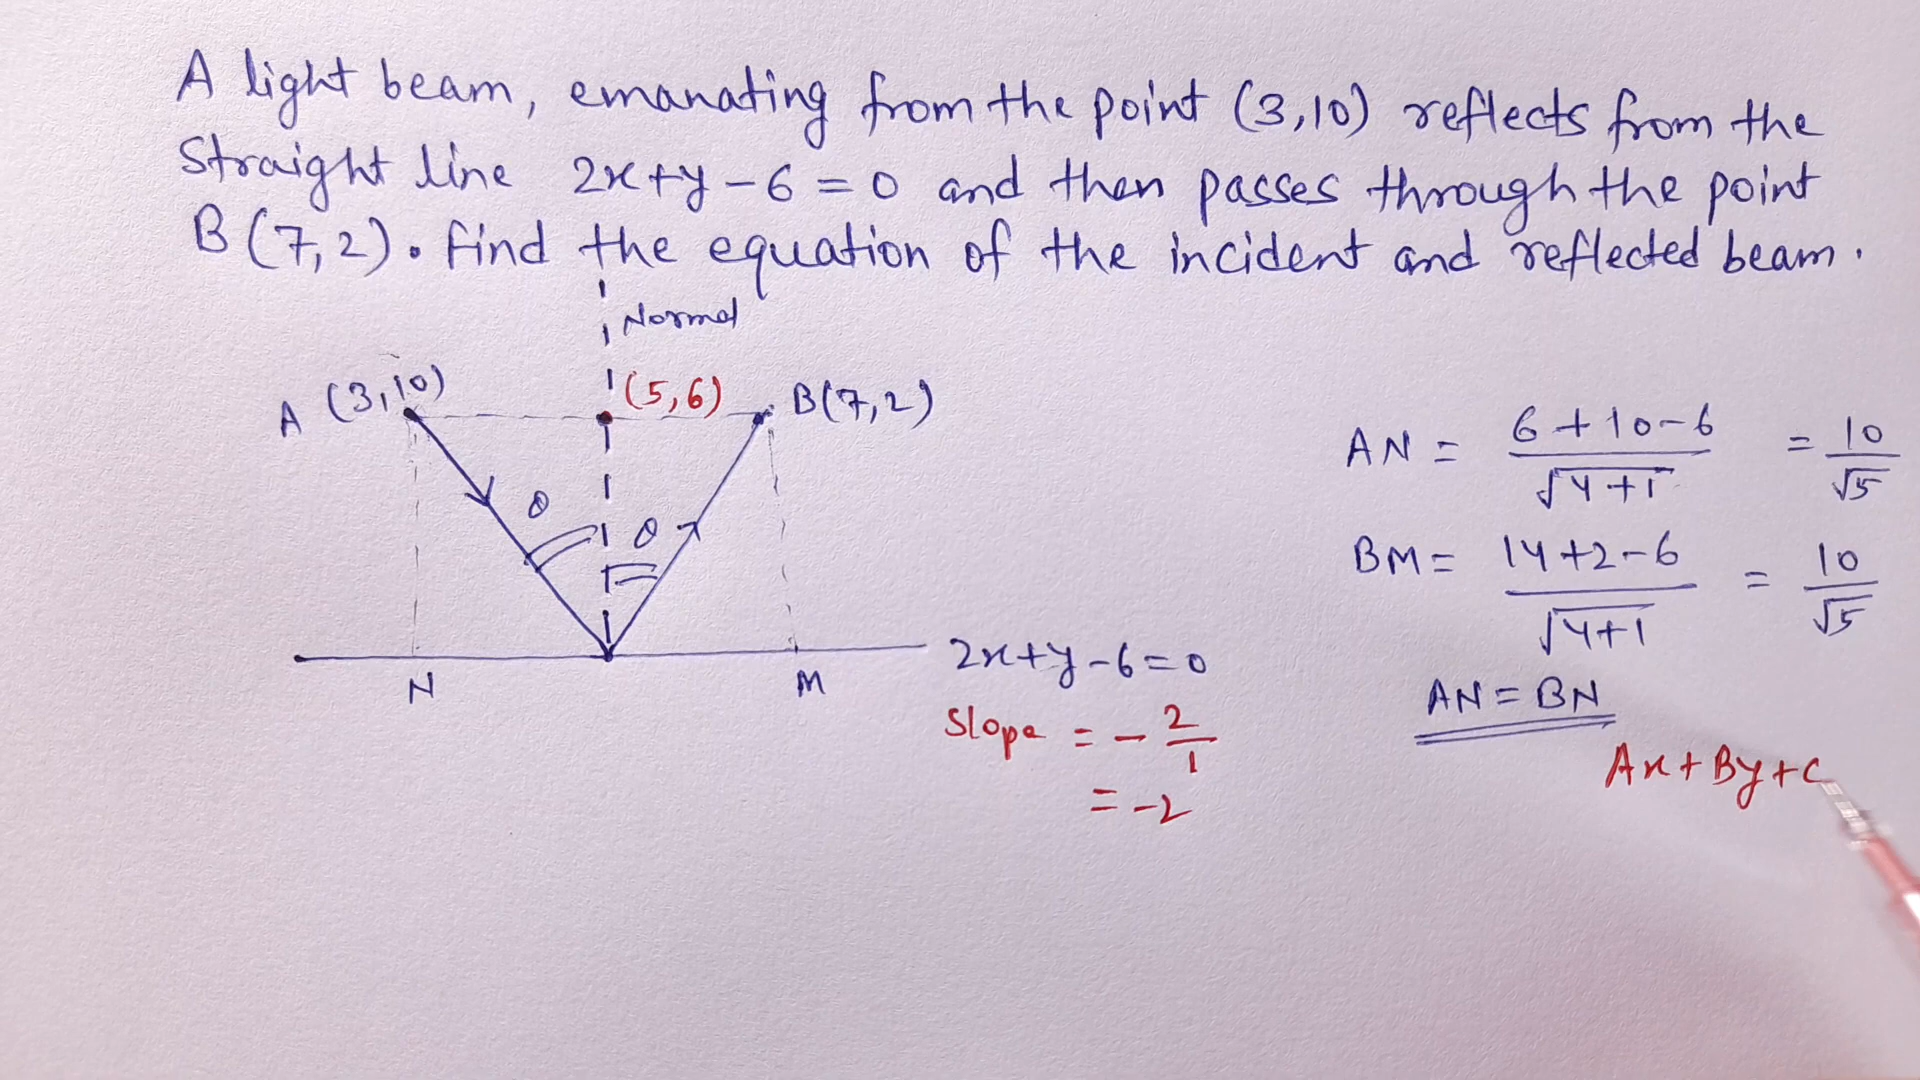 A light beam, emanating from the point (3,10) reflects from the
Straight line 2x+y-6=0 and then passes through the point
B(7,2). Find the equation of the incident and reflected beam.
Normal
A (3,10)
(5,6)
B(7,2)
θ
θ
N
M
2x+y-6=0
Slope = -2/1
= -2
AN = (6+10-6)/√(4+1) = 10/√5
BM = (14+2-6)/√(4+1) = 10/√5
AN = BN
Ax+By+C